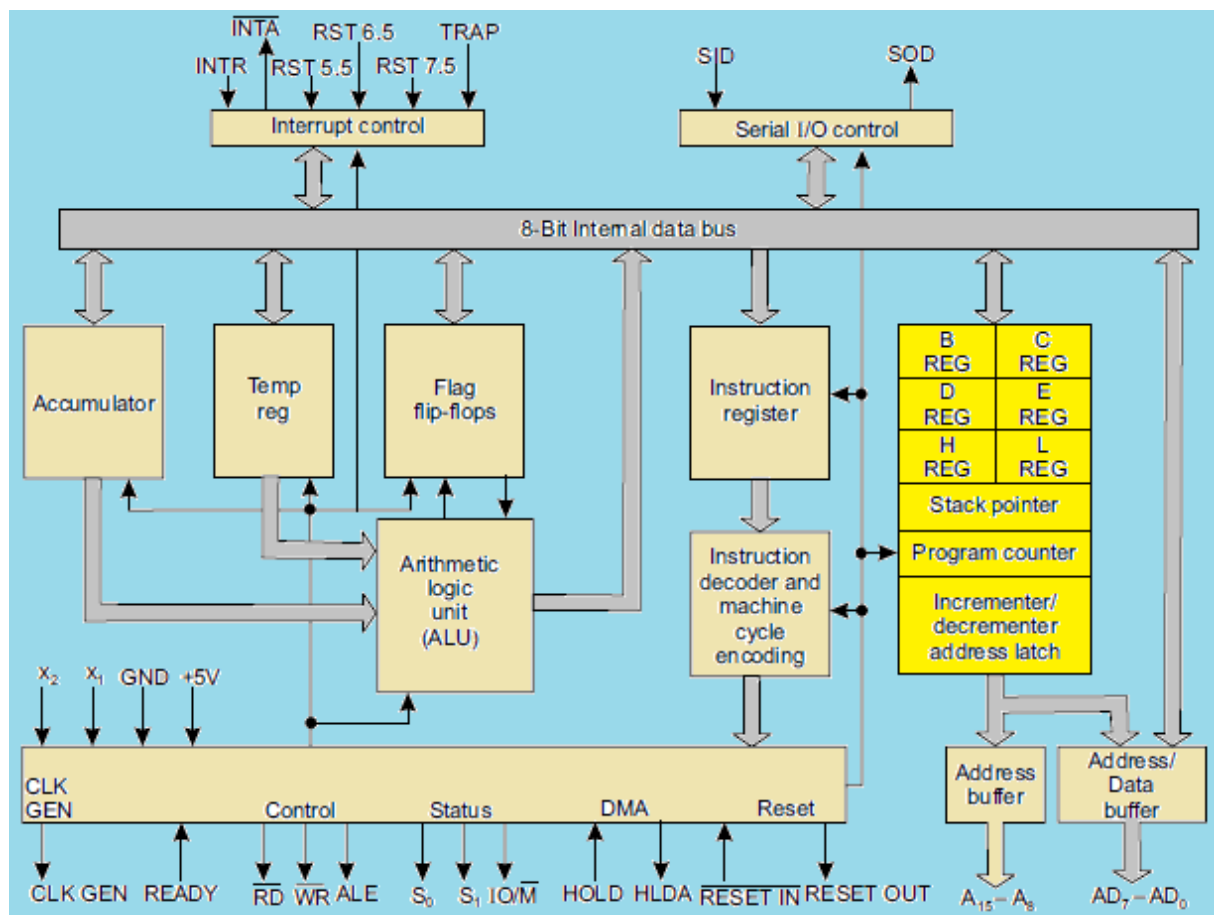 INTA
RST 6.5
TRAP
INTR
RST 5.5
RST 7.5
SID
SOD
Interrupt control
Serial I/O control
8-Bit Internal data bus
Accumulator
Temp
reg
Flag
flip-flops
Instruction
register
B
REG
C
REG
D
REG
E
REG
H
REG
L
REG
Stack pointer
Program counter
Incrementer/
decrementer
address latch
Arithmetic
logic
unit
(ALU)
Instruction
decoder and
machine
cycle
encoding
X₂
X₁
GND
+5V
CLK
GEN
Control
Status
DMA
Reset
Address
buffer
Address/
Data
buffer
CLK GEN
READY
RD
WR
ALE
S₀
S₁
IO/M
HOLD
HLDA
RESET IN
RESET OUT
A₁₅ – A₈
AD₇ – AD₀